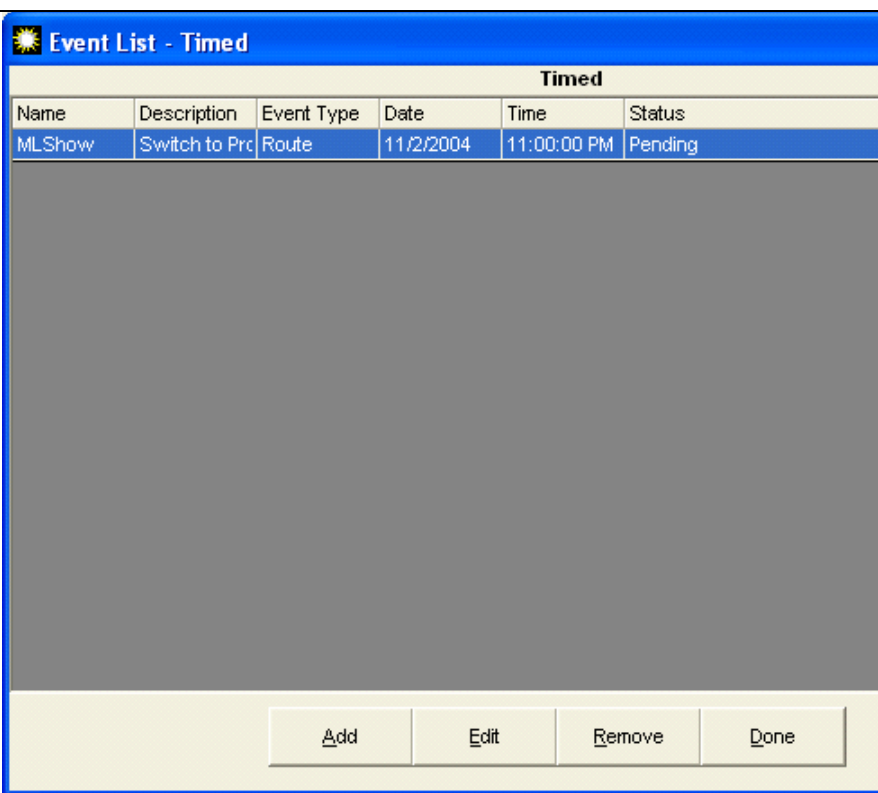 Event List - Timed
Timed
Name Description Event Type Date Time Status
MLShow Switch to Pro Route 11/2/2004 11:00:00 PM Pending
Add Edit Remove Done